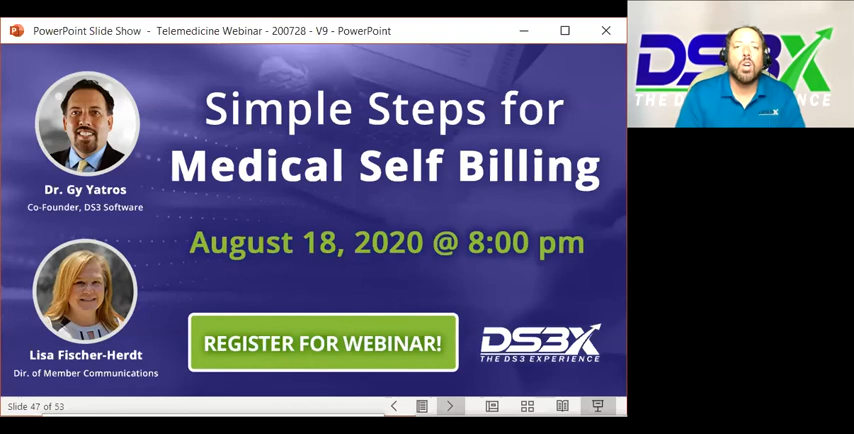 PowerPoint Slide Show - Telemedicine Webinar - 200728 - V9 - PowerPoint
Simple Steps for
Medical Self Billing
Dr. Gy Yatros
Co-Founder, DS3 Software
August 18, 2020 @ 8:00 pm
Lisa Fischer-Herdt
Dir. of Member Communications
REGISTER FOR WEBINAR!
DS3X
THE DS3 EXPERIENCE
Slide 47 of 53
DS3X